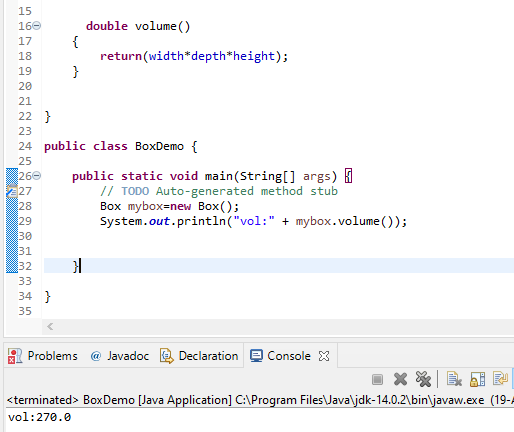 15
16 double volume()
17 {
18 return(width*depth*height);
19 }
20
21
22 }
23
24 public class BoxDemo {
25
26 public static void main(String[] args) {
27 // TODO Auto-generated method stub
28 Box mybox=new Box();
29 System.out.println("vol:" + mybox.volume());
30
31
32 }
33
34 }
35
Problems @ Javadoc Declaration Console
<terminated> BoxDemo [Java Application] C:\Program Files\Java\jdk-14.0.2\bin\javaw.exe (19-A
vol:270.0